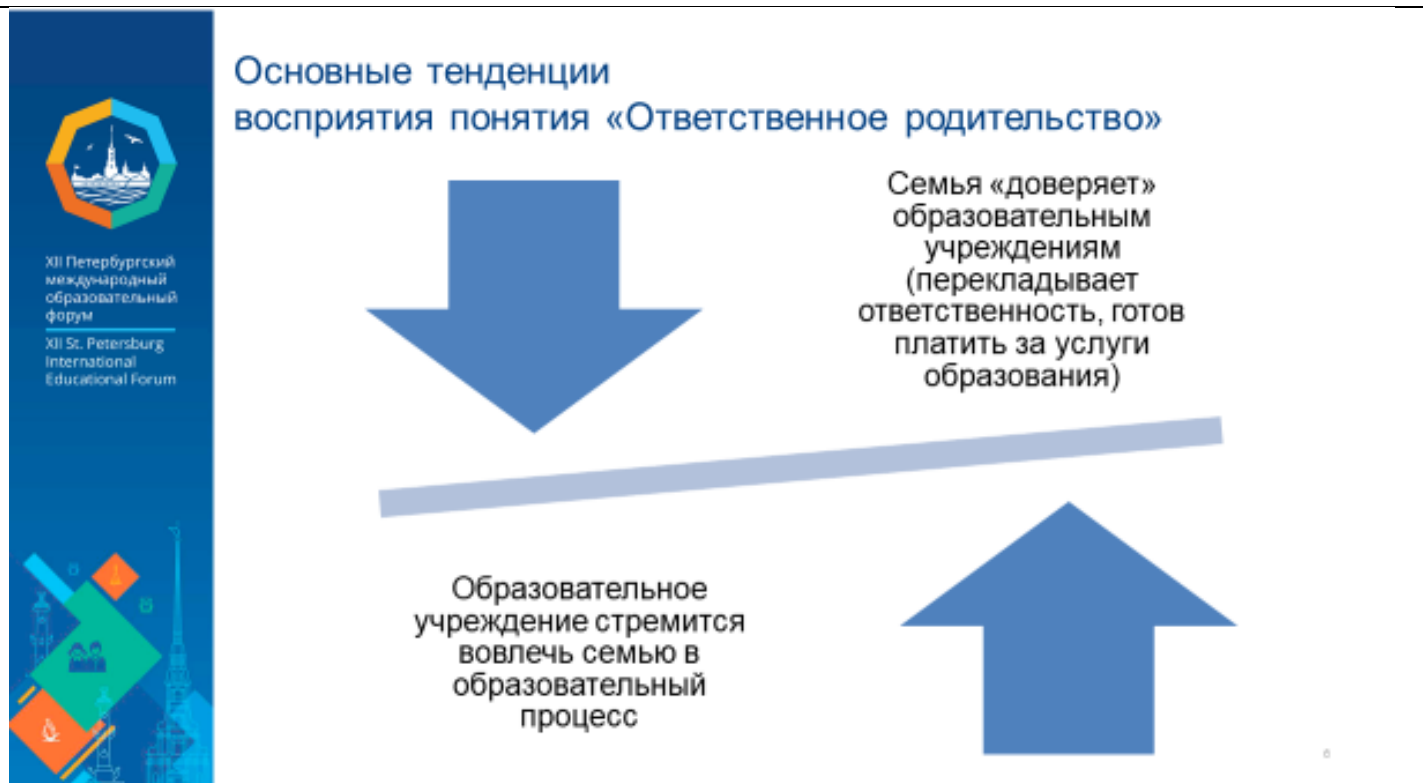 Основные тенденции
восприятия понятия «Ответственное родительство»
XII Петербургский
международный
образовательный
форум
XII St. Petersburg
International
Educational Forum
Семья «доверяет»
образовательным
учреждениям
(перекладывает
ответственность, готов
платить за услуги
образования)
Образовательное
учреждение стремится
вовлечь семью в
образовательный
процесс